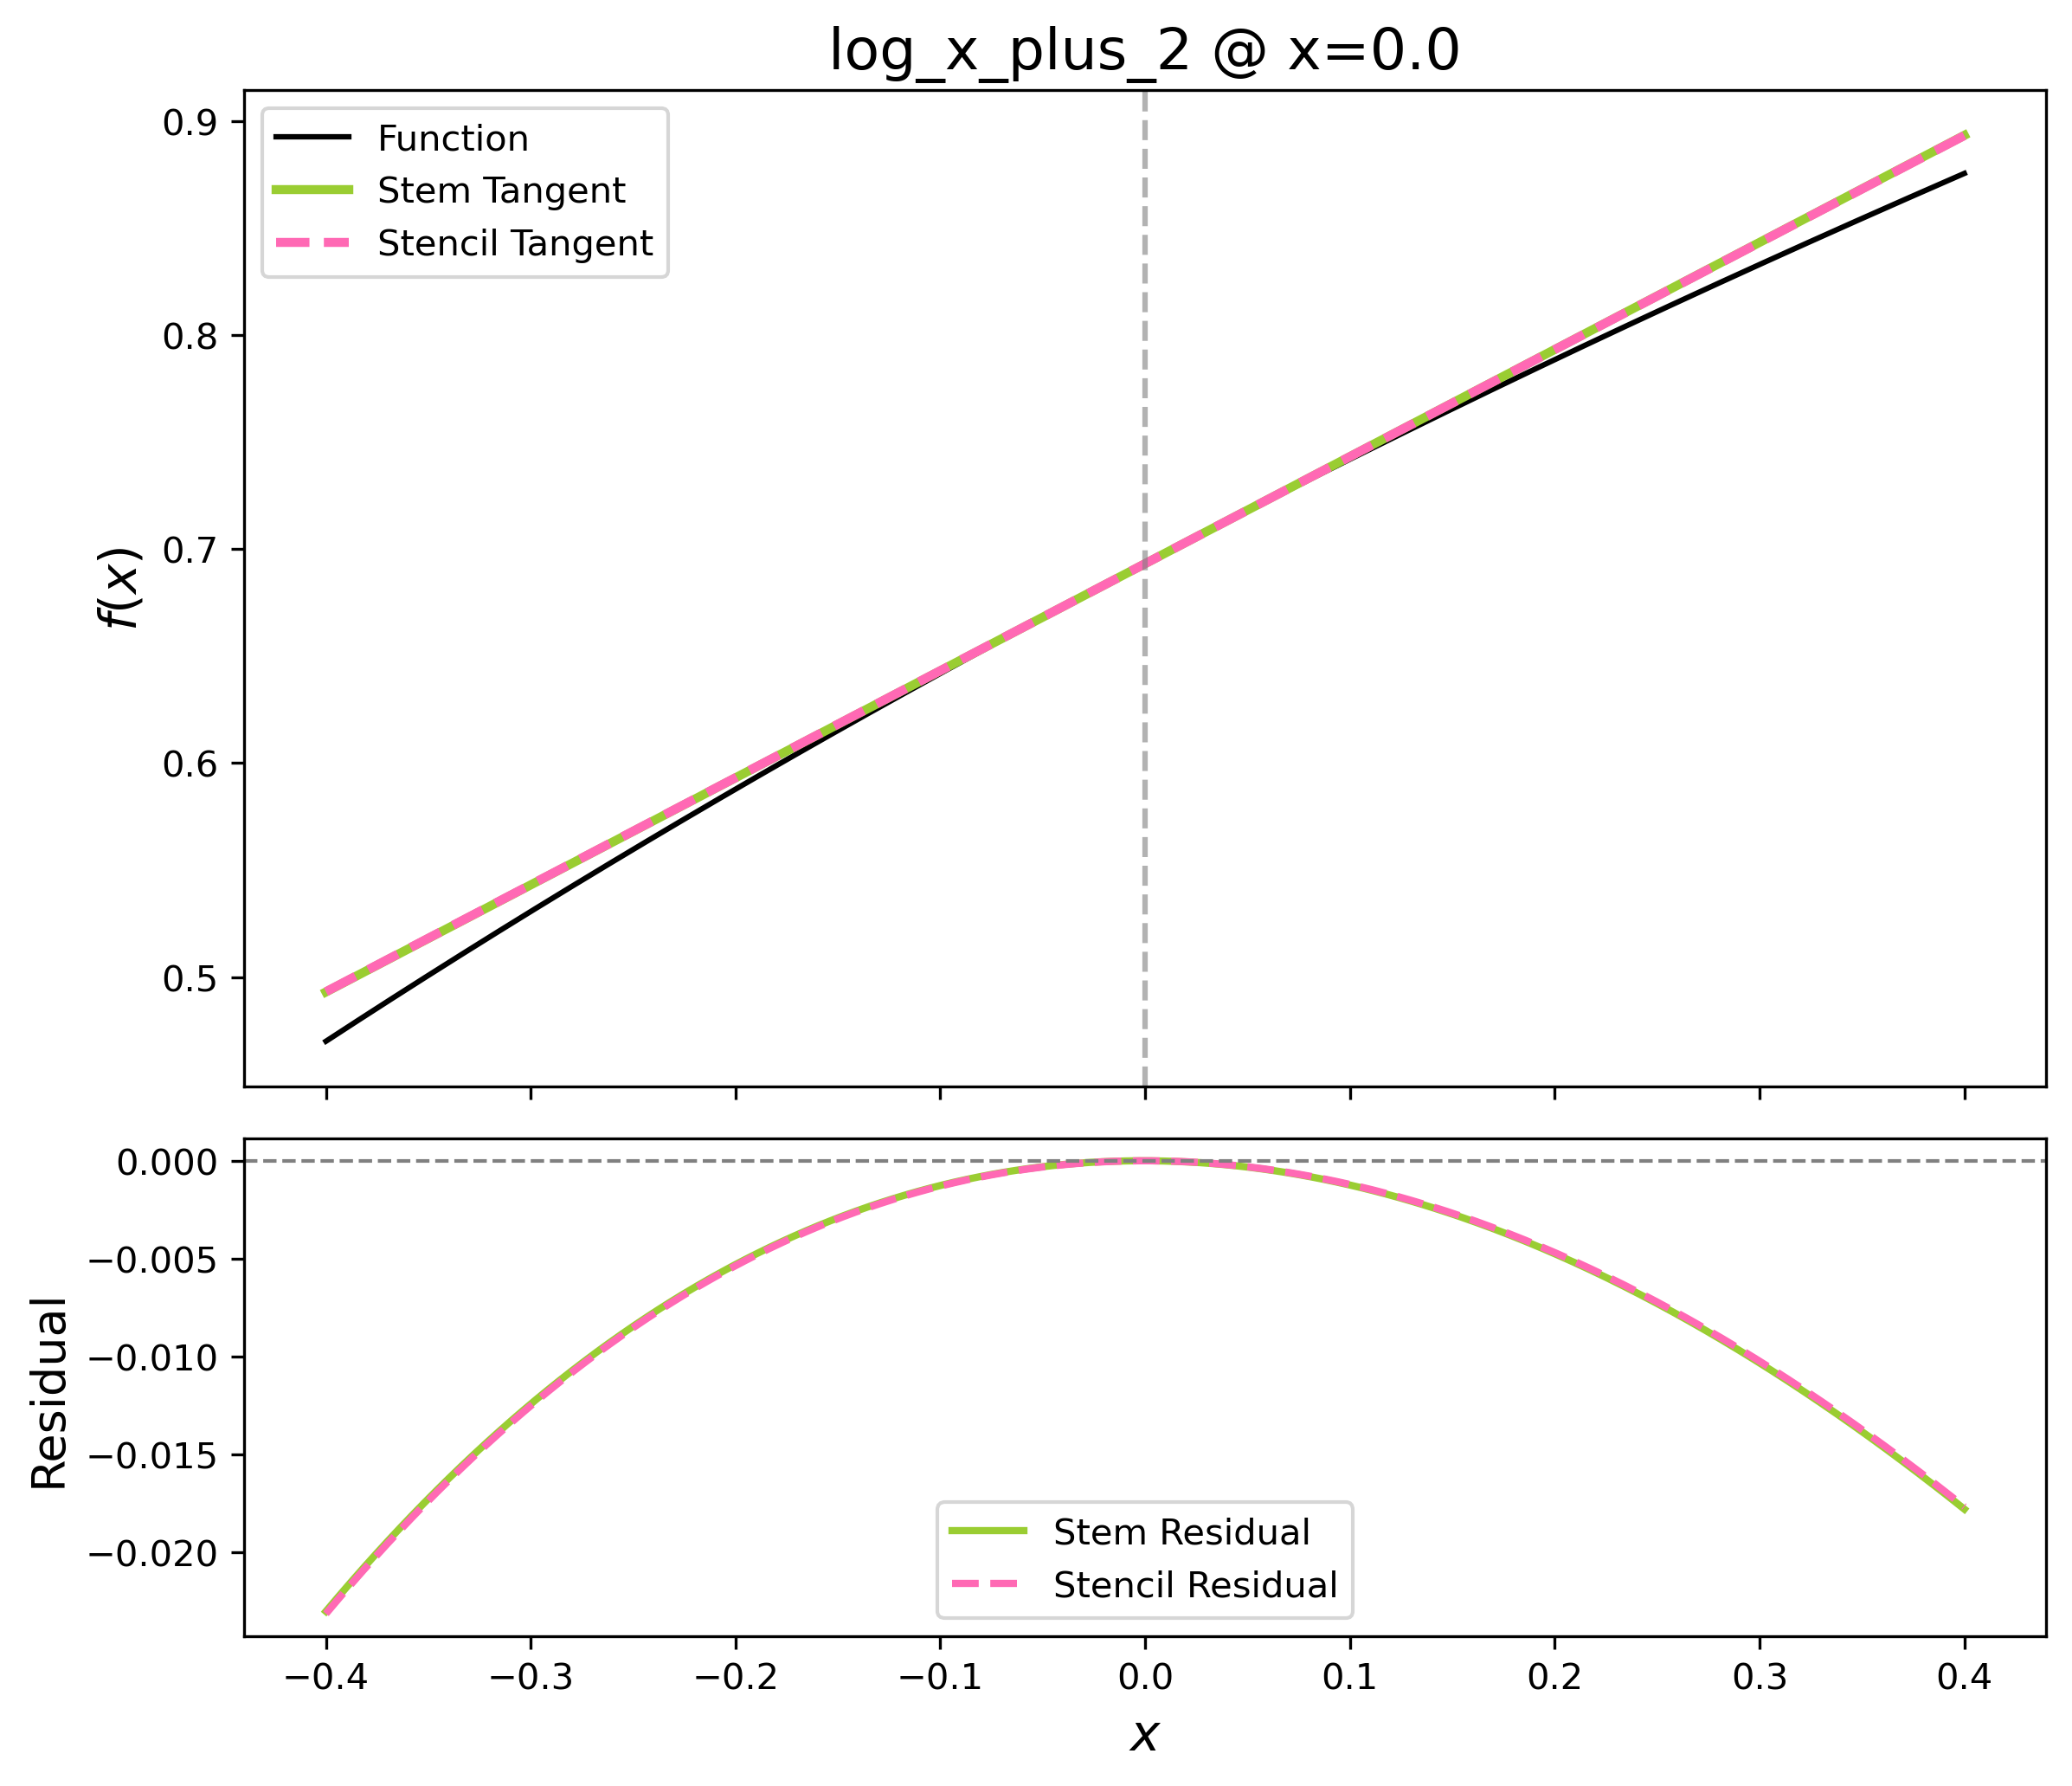 log_x_plus_2 @ x=0.0
Function
Stem Tangent
Stencil Tangent
0.9
0.8
0.7
0.6
0.5
f(x)
0.000
−0.005
−0.010
−0.015
−0.020
Residual
Stem Residual
Stencil Residual
−0.4 −0.3 −0.2 −0.1 0.0 0.1 0.2 0.3 0.4
x